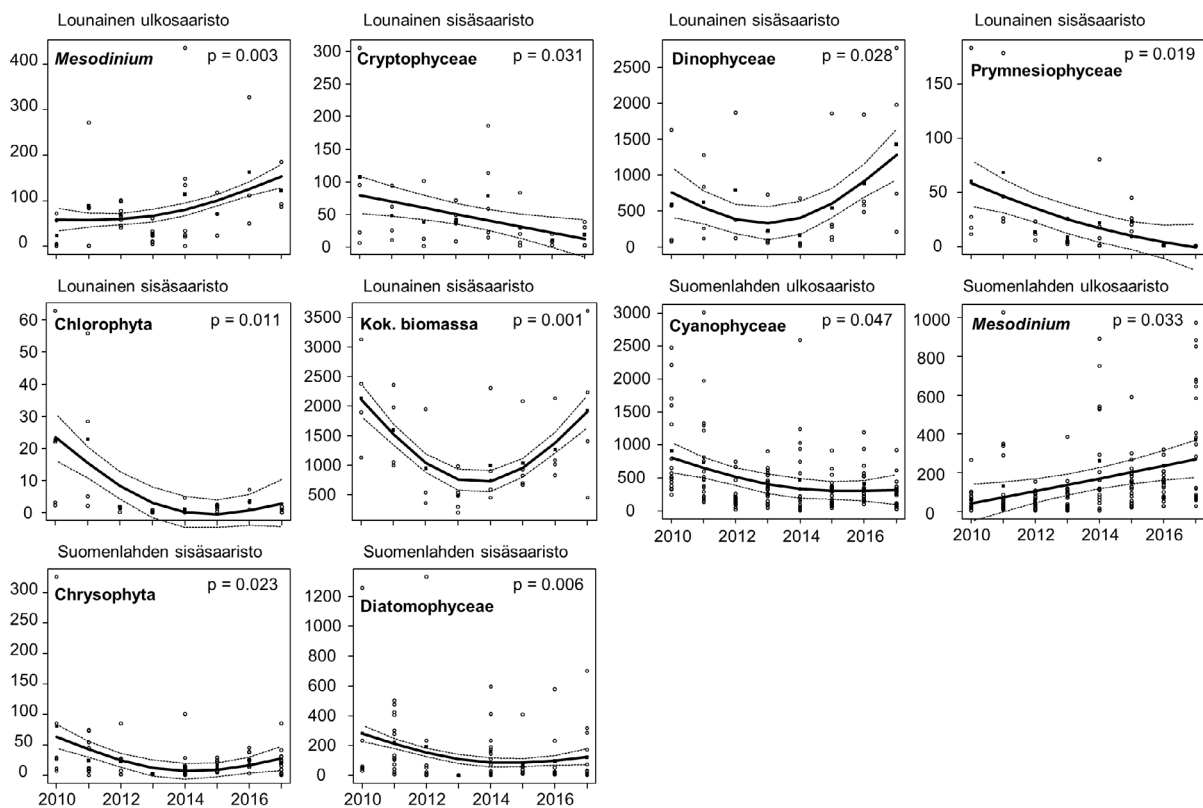 Lounainen ulkosaaristo
Mesodinium
p = 0.003
400
300
200
100
0
Lounainen sisäsaaristo
Cryptophyceae
p = 0.031
300
250
200
150
100
50
0
Lounainen sisäsaaristo
Dinophyceae
p = 0.028
2500
2000
1500
1000
500
0
Lounainen sisäsaaristo
Prymnesiophyceae
p = 0.019
150
100
50
0
Lounainen sisäsaaristo
Chlorophyta
p = 0.011
60
50
40
30
20
10
0
Lounainen sisäsaaristo
Kok. biomassa
p = 0.001
3500
3000
2500
2000
1500
1000
500
Suomenlahden ulkosaaristo
Cyanophyceae
p = 0.047
3000
2500
2000
1500
1000
500
0
2010 2012 2014 2016
Suomenlahden ulkosaaristo
Mesodinium
p = 0.033
1000
800
600
400
200
0
2010 2012 2014 2016
Suomenlahden sisäsaaristo
Chrysophyta
p = 0.023
300
250
200
150
100
50
0
2010 2012 2014 2016
Suomenlahden sisäsaaristo
Diatomophyceae
p = 0.006
1200
1000
800
600
400
200
0
2010 2012 2014 2016